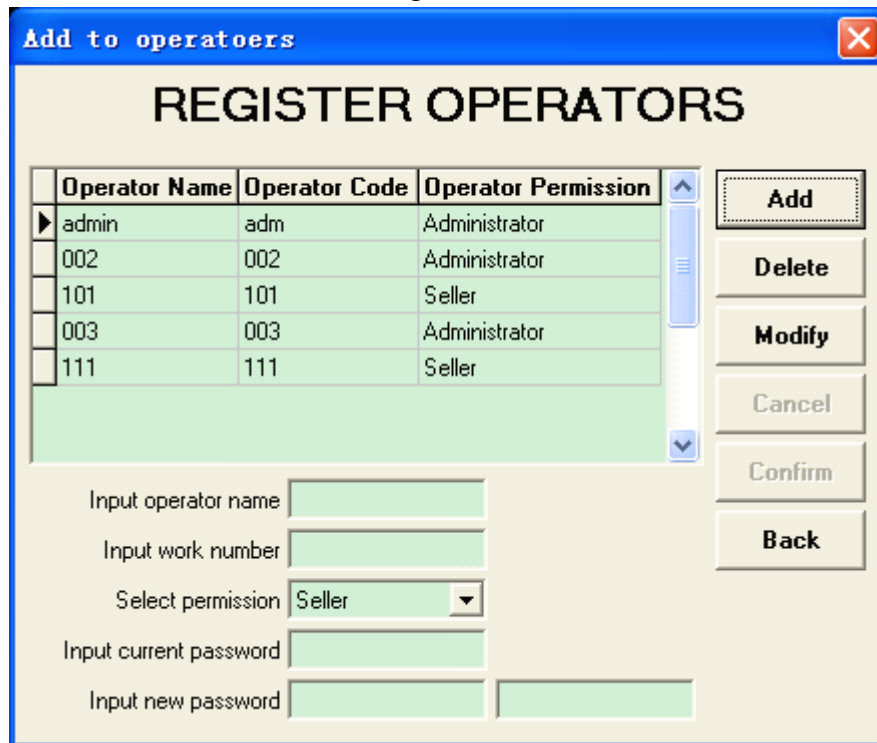 Add to operatoers
REGISTER OPERATORS
Operator Name Operator Code Operator Permission
admin adm Administrator
002 002 Administrator
101 101 Seller
003 003 Administrator
111 111 Seller
Add
Delete
Modify
Cancel
Confirm
Back
Input operator name
Input work number
Select permission Seller
Input current password
Input new password